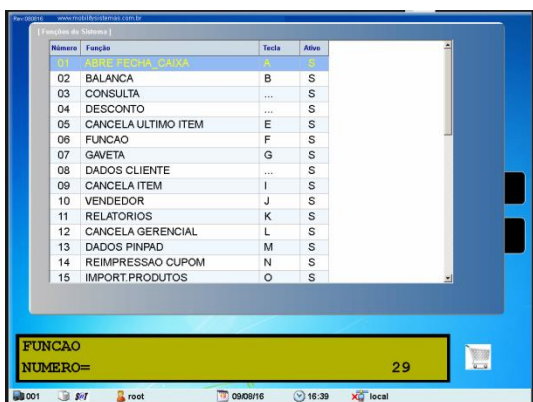 Rev:080816 www.mobilitysistemas.com.br
[ Funções do Sistema ]
Número Função Tecla Ativo
01 ABRE FECHA_CAIXA A S
02 BALANCA B S
03 CONSULTA ... S
04 DESCONTO ... S
05 CANCELA ULTIMO ITEM E S
06 FUNCAO F S
07 GAVETA G S
08 DADOS CLIENTE ... S
09 CANCELA ITEM I S
10 VENDEDOR J S
11 RELATORIOS K S
12 CANCELA GERENCIAL L S
13 DADOS PINPAD M S
14 REIMPRESSAO CUPOM N S
15 IMPORT.PRODUTOS O S
FUNCAO
NUMERO= 29
001 root 09/08/16 16:39 local